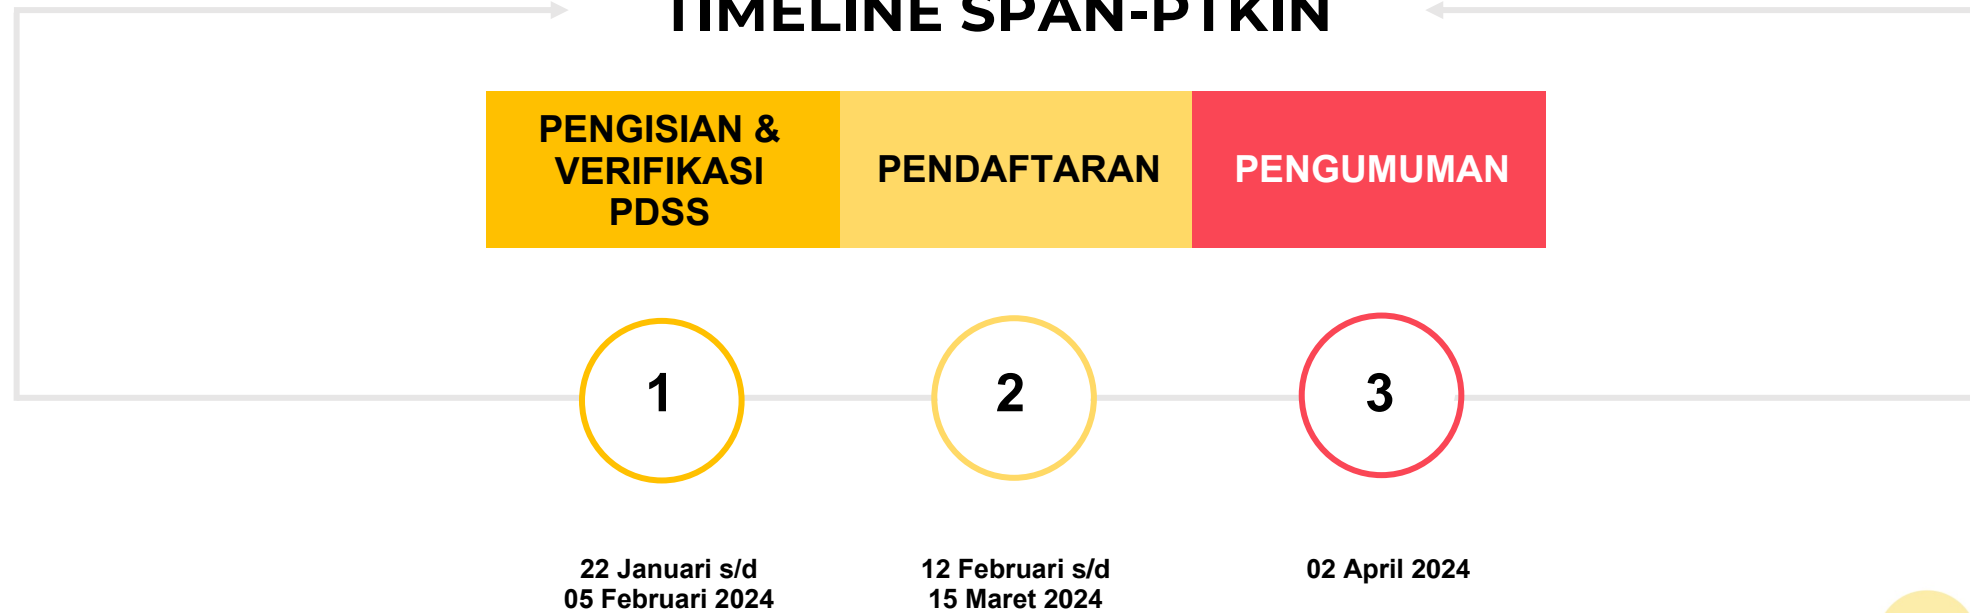 TIMELINE SPAN-PTKIN
PENGISIAN &
VERIFIKASI
PDSS
PENDAFTARAN
PENGUMUMAN
1
2
3
22 Januari s/d
05 Februari 2024
12 Februari s/d
15 Maret 2024
02 April 2024